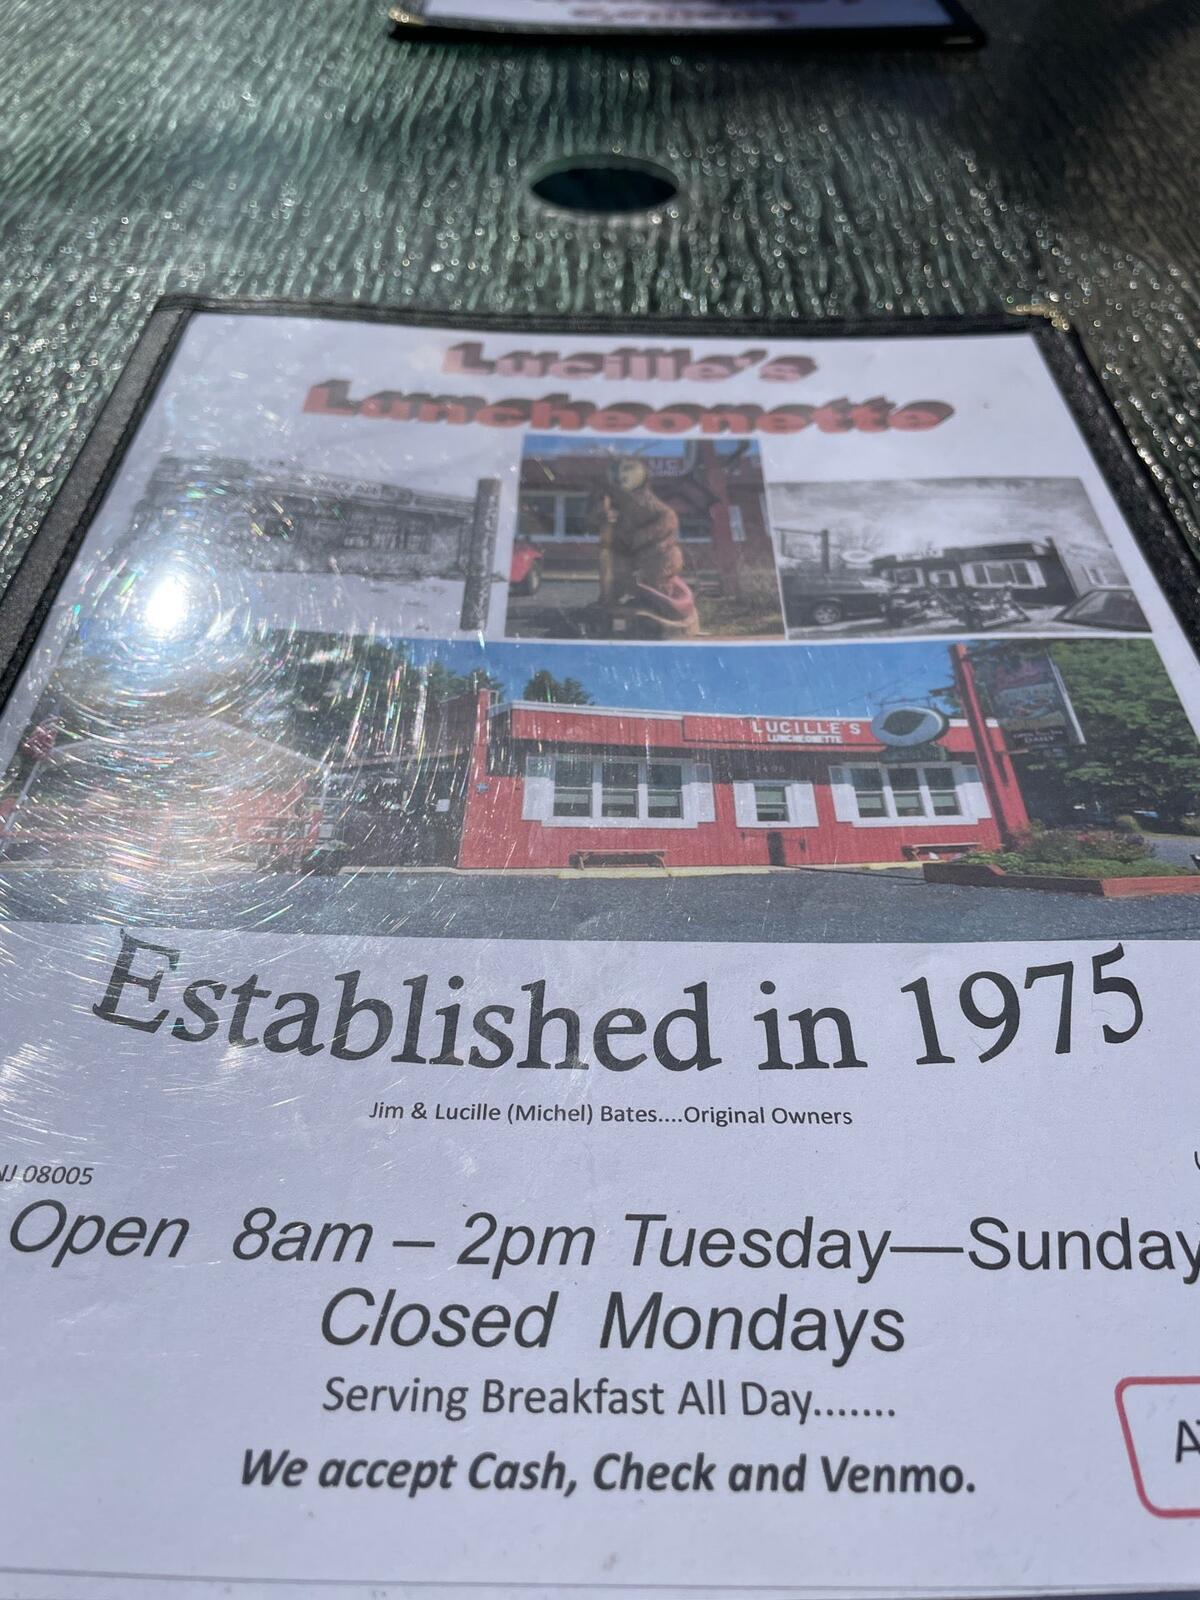 Lucille's
Luncheonette
LUCILLE'S
LUNCHEONETTE
Established in 1975
Jim & Lucille (Michel) Bates....Original Owners
NJ 08005
Open 8am – 2pm Tuesday—Sunday
Closed Mondays
Serving Breakfast All Day.......
We accept Cash, Check and Venmo.